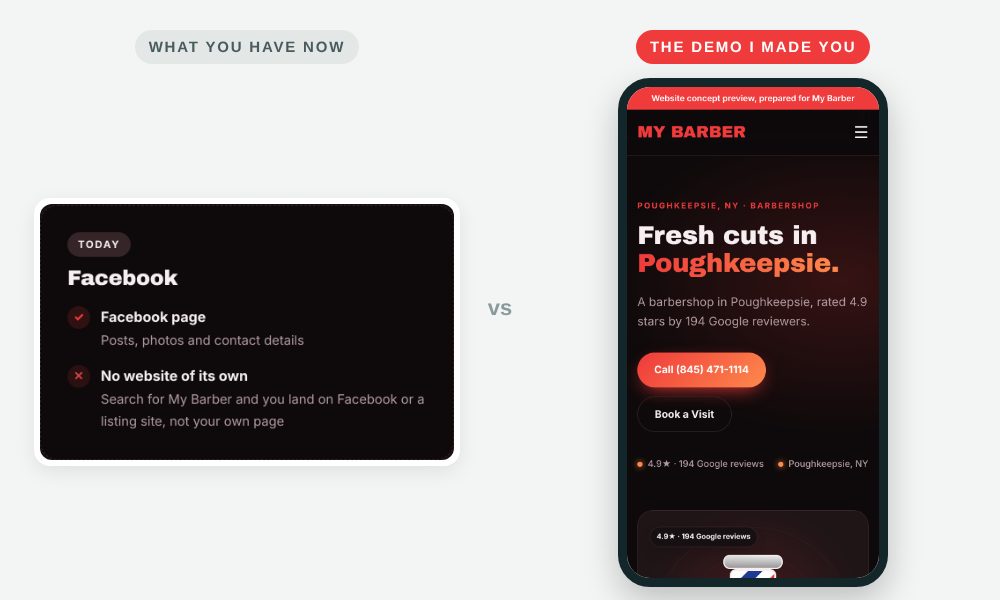 WHAT YOU HAVE NOW
TODAY
Facebook
Facebook page
Posts, photos and contact details
No website of its own
Search for My Barber and you land on Facebook or a
listing site, not your own page
vs
THE DEMO I MADE YOU
Website concept preview, prepared for My Barber
MY BARBER
POUGHKEEPSIE, NY · BARBERSHOP
Fresh cuts in
Poughkeepsie.
A barbershop in Poughkeepsie, rated 4.9
stars by 194 Google reviewers.
Call (845) 471-1114
Book a Visit
4.9★ · 194 Google reviews
Poughkeepsie, NY
4.9★ · 194 Google reviews